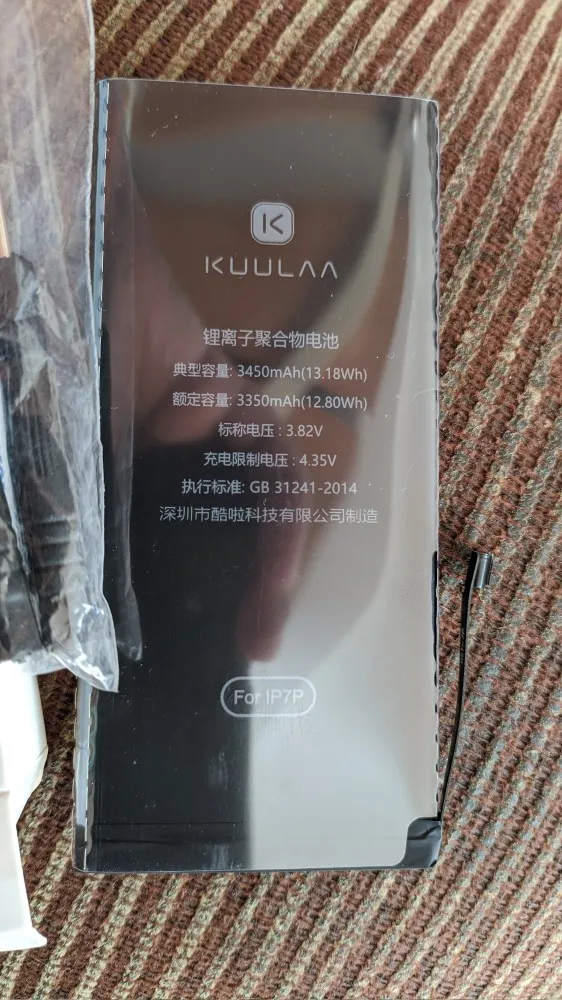 K
KUULAA
锂离子聚合物电池
典型容量: 3450mAh(13.18Wh)
额定容量: 3350mAh(12.80Wh)
标称电压 : 3.82V
充电限制电压 : 4.35V
执行标准: GB 31241-2014
深圳市酷啦科技有限公司制造
For IP7P